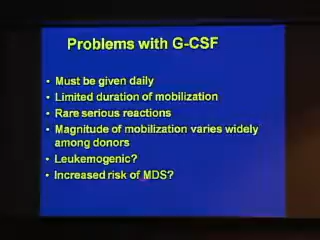 Problems with G-CSF
• Must be given daily
• Limited duration of mobilization
• Rare serious reactions
• Magnitude of mobilization varies widely
among donors
• Leukemogenic?
• Increased risk of MDS?